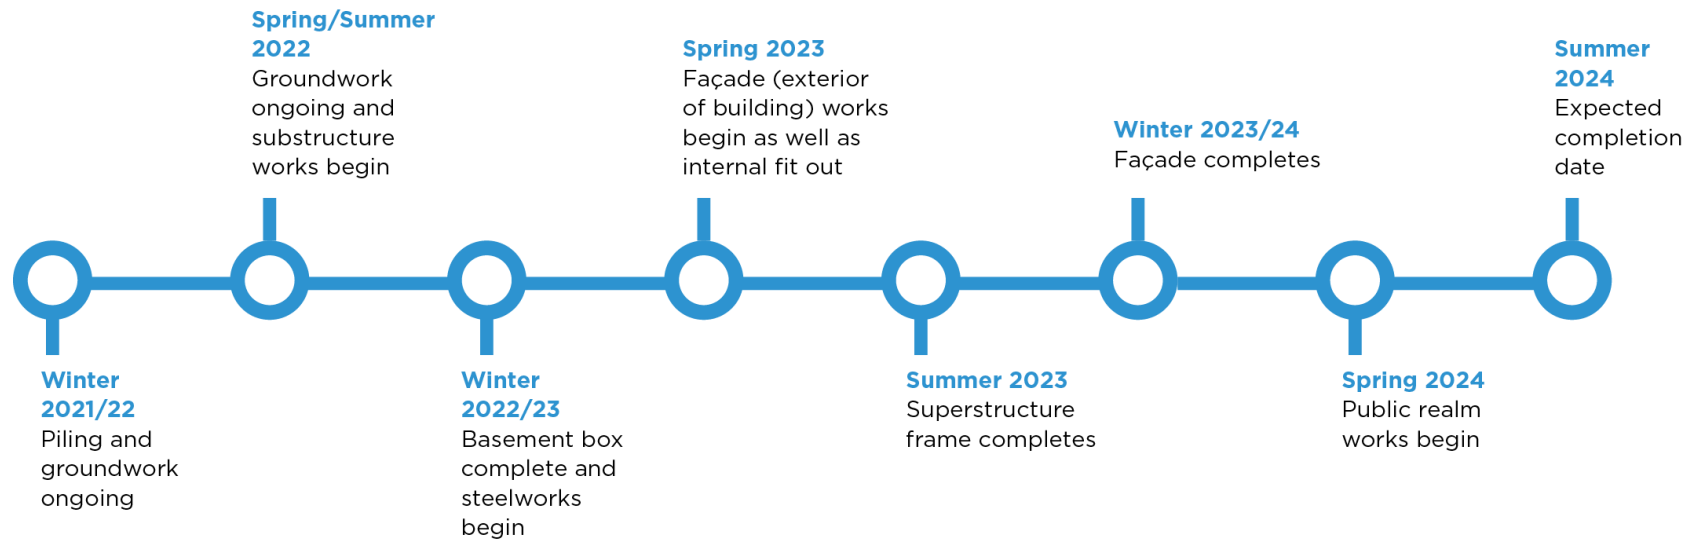 Winter
2021/22
Piling and
groundwork
ongoing
Spring/Summer
2022
Groundwork
ongoing and
substructure
works begin
Winter
2022/23
Basement box
complete and
steelworks
begin
Spring 2023
Façade (exterior
of building) works
begin as well as
internal fit out
Summer 2023
Superstructure
frame completes
Winter 2023/24
Façade completes
Spring 2024
Public realm
works begin
Summer
2024
Expected
completion
date